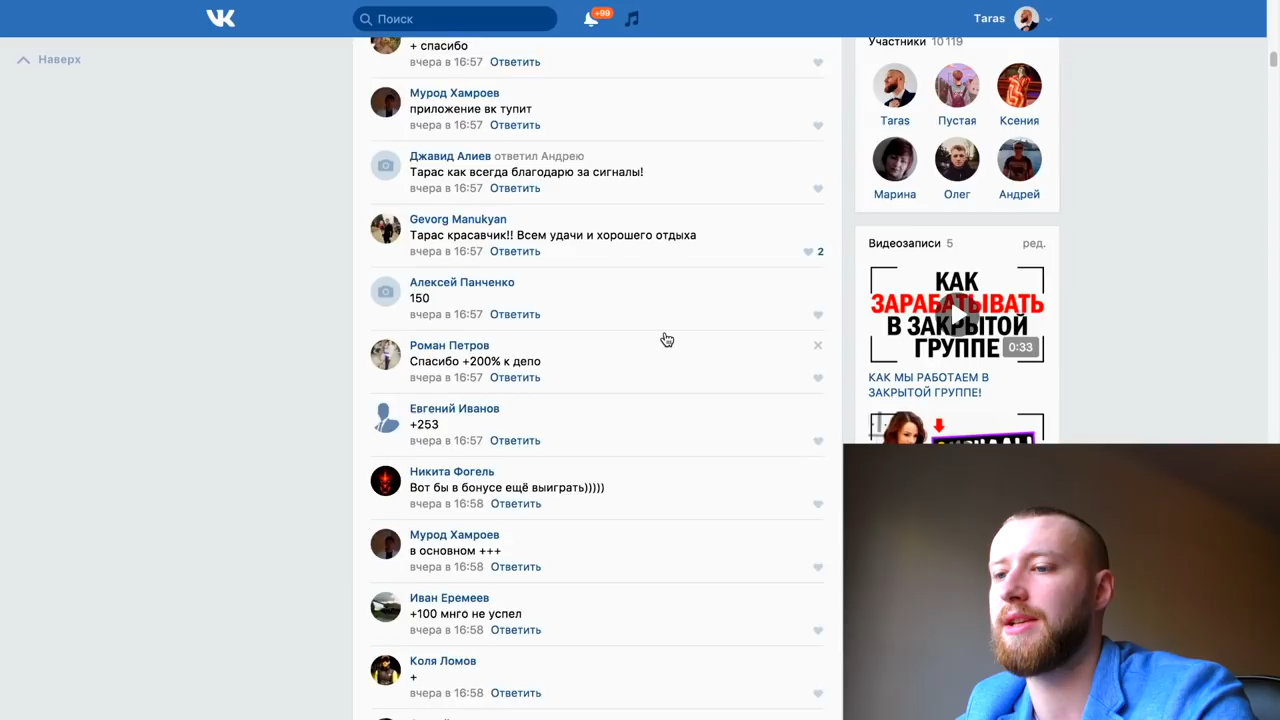 Поиск
+99
Taras
Наверх
+ спасибо
вчера в 16:57 Ответить
Мурод Хамроев
приложение вк тупит
вчера в 16:57 Ответить
Джавид Алиев ответил Андрею
Тарас как всегда благодарю за сигналы!
вчера в 16:57 Ответить
Gevorg Manukyan
Тарас красавчик!! Всем удачи и хорошего отдыха
вчера в 16:57 Ответить
2
Алексей Панченко
150
вчера в 16:57 Ответить
Роман Петров
Спасибо +200% к депо
вчера в 16:57 Ответить
Евгений Иванов
+253
вчера в 16:57 Ответить
Никита Фогель
Вот бы в бонусе ещё выиграть)))))
вчера в 16:58 Ответить
Мурод Хамроев
в основном +++
вчера в 16:58 Ответить
Иван Еремеев
+100 мнго не успел
вчера в 16:58 Ответить
Коля Ломов
+
вчера в 16:58 Ответить
Участники 10 119
Taras
Пустая
Ксения
Марина
Олег
Андрей
Видеозаписи 5
ред.
КАК
ЗАРАБАТЫВАТЬ
В ЗАКРЫТОЙ
ГРУППЕ
0:33
КАК МЫ РАБОТАЕМ В
ЗАКРЫТОЙ ГРУППЕ!